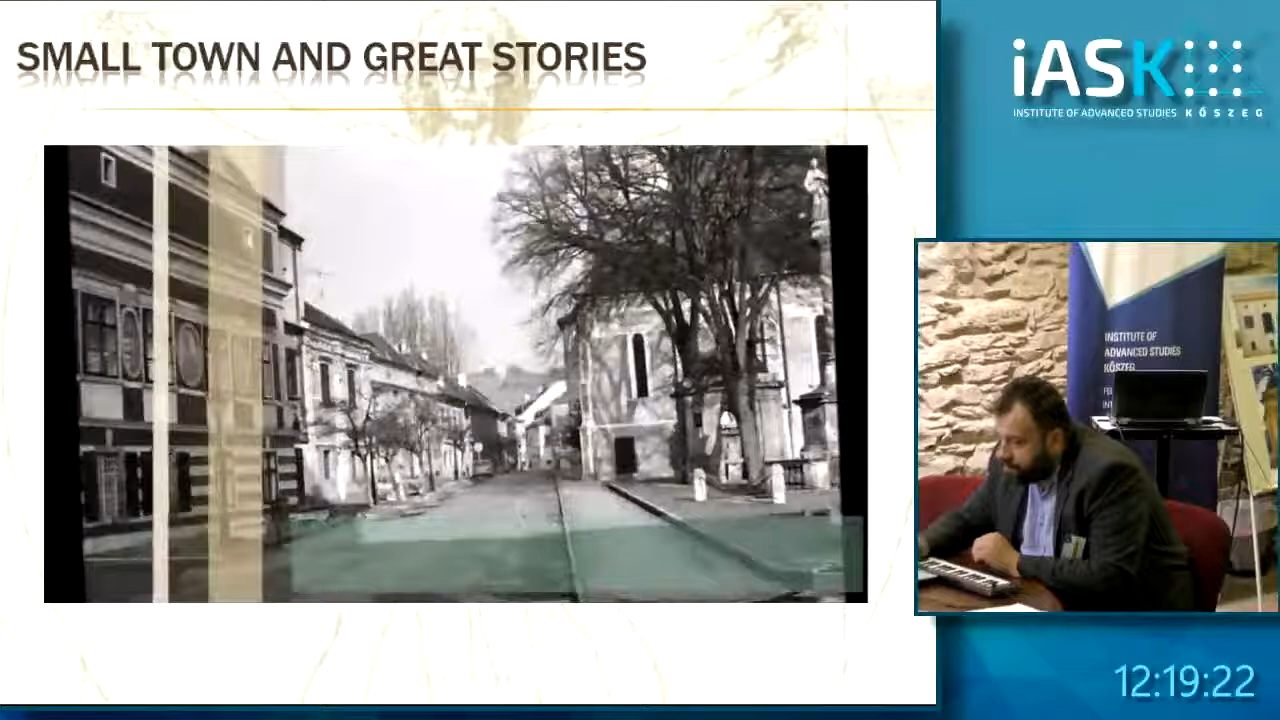 SMALL TOWN AND GREAT STORIES
iASK
INSTITUTE OF ADVANCED STUDIES KŐSZEG
INSTITUTE OF
ADVANCED STUDIES
KŐSZEG
12:19:22